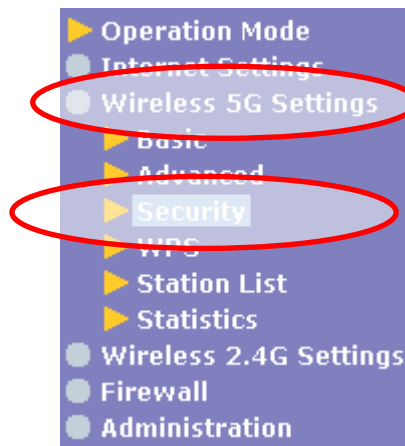 Operation Mode
Internet Settings
Wireless 5G Settings
Basic
Advanced
Security
WPS
Station List
Statistics
Wireless 2.4G Settings
Firewall
Administration